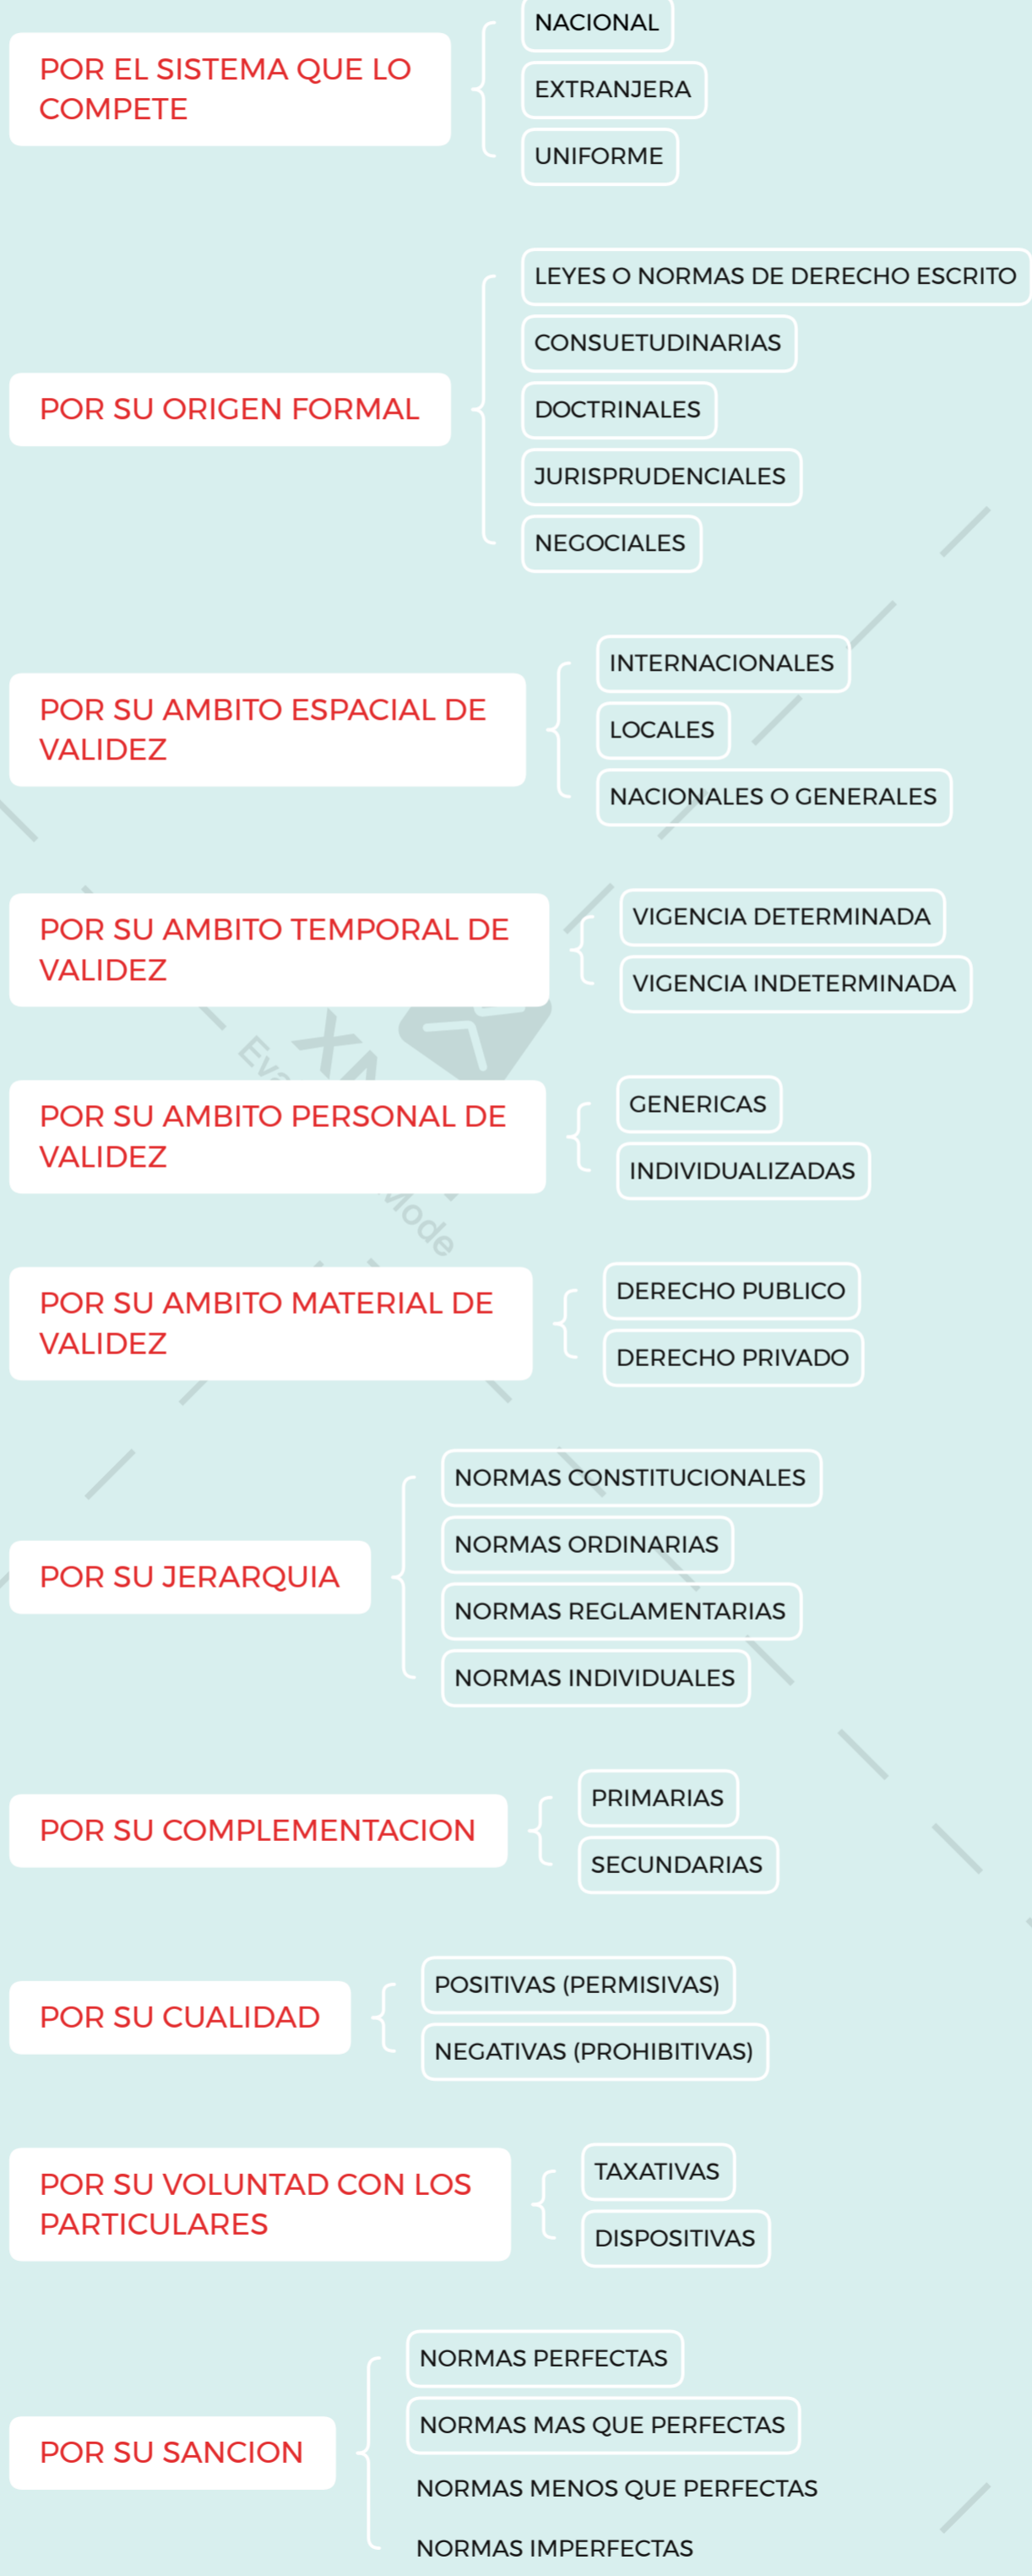 NACIONAL
POR EL SISTEMA QUE LO
COMPETE
EXTRANJERA
UNIFORME
LEYES O NORMAS DE DERECHO ESCRITO
CONSUETUDINARIAS
POR SU ORIGEN FORMAL
DOCTRINALES
JURISPRUDENCIALES
NEGOCIALES
INTERNACIONALES
POR SU AMBITO ESPACIAL DE
VALIDEZ
LOCALES
NACIONALES O GENERALES
POR SU AMBITO TEMPORAL DE
VALIDEZ
VIGENCIA DETERMINADA
VIGENCIA INDETERMINADA
POR SU AMBITO PERSONAL DE
VALIDEZ
GENERICAS
INDIVIDUALIZADAS
Mode
POR SU AMBITO MATERIAL DE
VALIDEZ
DERECHO PUBLICO
DERECHO PRIVADO
NORMAS CONSTITUCIONALES
NORMAS ORDINARIAS
POR SU JERARQUIA
NORMAS REGLAMENTARIAS
NORMAS INDIVIDUALES
POR SU COMPLEMENTACION
PRIMARIAS
SECUNDARIAS
POR SU CUALIDAD
POSITIVAS (PERMISIVAS)
NEGATIVAS (PROHIBITIVAS)
POR SU VOLUNTAD CON LOS
PARTICULARES
TAXATIVAS
DISPOSITIVAS
NORMAS PERFECTAS
NORMAS MAS QUE PERFECTAS
POR SU SANCION
NORMAS MENOS QUE PERFECTAS
NORMAS IMPERFECTAS